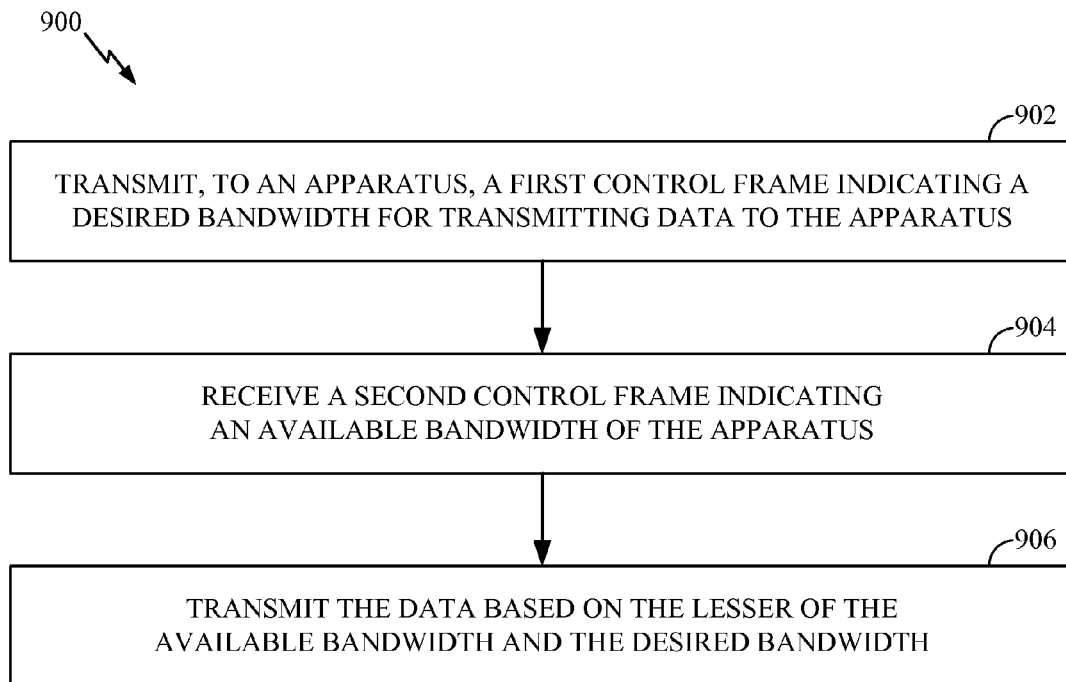 900
902
TRANSMIT, TO AN APPARATUS, A FIRST CONTROL FRAME INDICATING A
DESIRED BANDWIDTH FOR TRANSMITTING DATA TO THE APPARATUS
904
RECEIVE A SECOND CONTROL FRAME INDICATING
AN AVAILABLE BANDWIDTH OF THE APPARATUS
906
TRANSMIT THE DATA BASED ON THE LESSER OF THE
AVAILABLE BANDWIDTH AND THE DESIRED BANDWIDTH